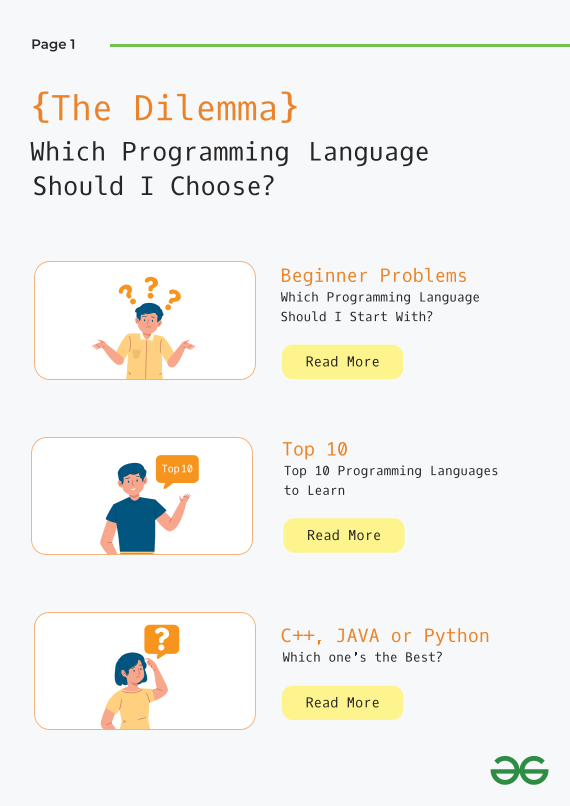 Page 1
{The Dilemma}
Which Programming Language
Should I Choose?
? ? ?
Beginner Problems
Which Programming Language
Should I Start With?
Read More
Top10
Top 10
Top 10 Programming Languages
to Learn
Read More
?
C++, JAVA or Python
Which one's the Best?
Read More